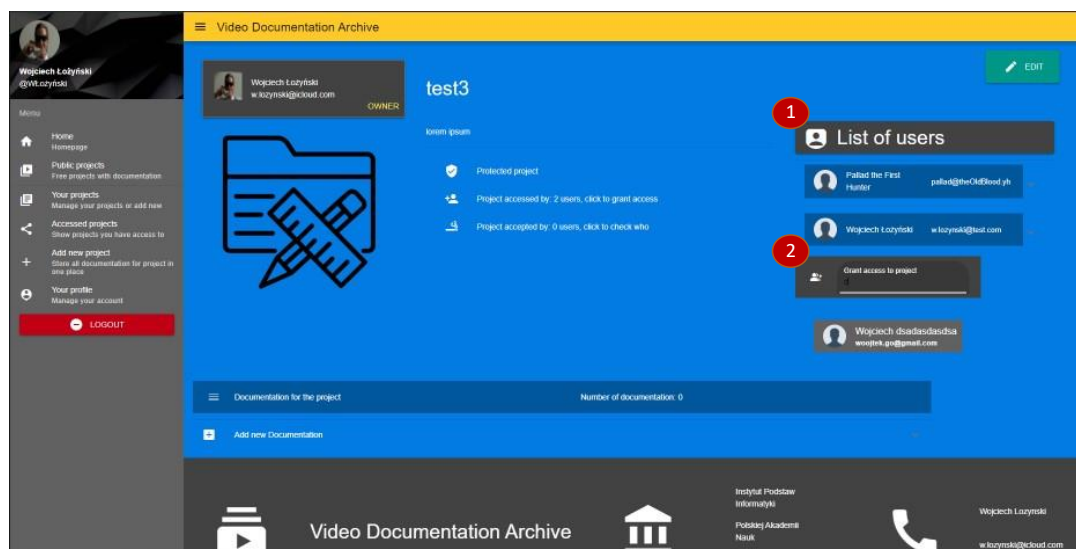 Video Documentation Archive
Wojciech Łożyński
@WŁożyński
Menu
Home
Homepage
Public projects
Free projects with documentation
Your projects
Manage your projects or add new
Accessed projects
Show projects you have access to
Add new project
Store all documentation for project in
one place
Your profile
Manage your account
LOGOUT
Wojciech Łożyński
w.lozynski@icloud.com
OWNER
test3
lorem ipsum
Protected project
Project accessed by: 2 users, click to grant access
Project accepted by: 0 users, click to check who
EDIT
1
List of users
Pallad the First
Hunter
pallad@theOldBlood.yh
Wojciech Łożyński
w.lozynski@test.com
2
Grant access to project
d
Wojciech dsadasdasdsa
woojtek.go@gmail.com
Documentation for the project
Number of documentation: 0
Add new Documentation
Video Documentation Archive
Instytut Podstaw
Informatyki
Polskiej Akademii
Nauk
Wojciech Lozynski
w.lozynski@icloud.com